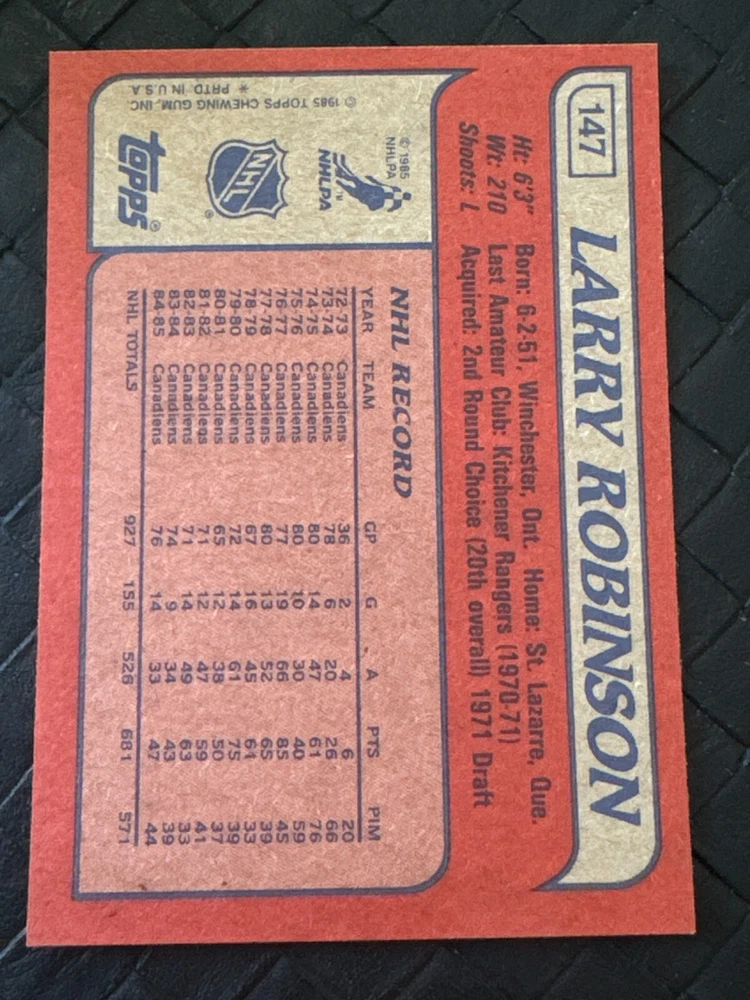 147 LARRY ROBINSON
Ht: 6'3" Born: 6-2-51, Winchester, Ont. Home: St. Lazarre, Que.
Wt: 210 Last Amateur Club: Kitchener Rangers (1970-71)
Shoots: L Acquired: 2nd Round Choice (20th overall) 1971 Draft
© 1985
NHLPA
NHLPA
TM
NHL
®
topps®
© 1985 TOPPS CHEWING GUM, INC.
* PRTD. IN U.S.A.
NHL RECORD
YEAR TEAM GP G A PTS PIM
72-73 Canadiens 36 2 4 6 20
73-74 Canadiens 78 6 20 26 66
74-75 Canadiens 80 14 47 61 76
75-76 Canadiens 80 10 30 40 59
76-77 Canadiens 77 19 66 85 45
77-78 Canadiens 80 13 52 65 39
78-79 Canadiens 67 16 45 61 33
79-80 Canadiens 72 14 61 75 39
80-81 Canadiens 65 12 38 50 37
81-82 Canadiens 71 12 47 59 41
82-83 Canadiens 71 14 49 63 33
83-84 Canadiens 74 9 34 43 39
84-85 Canadiens 76 14 33 47 44
NHL TOTALS 927 155 526 681 571